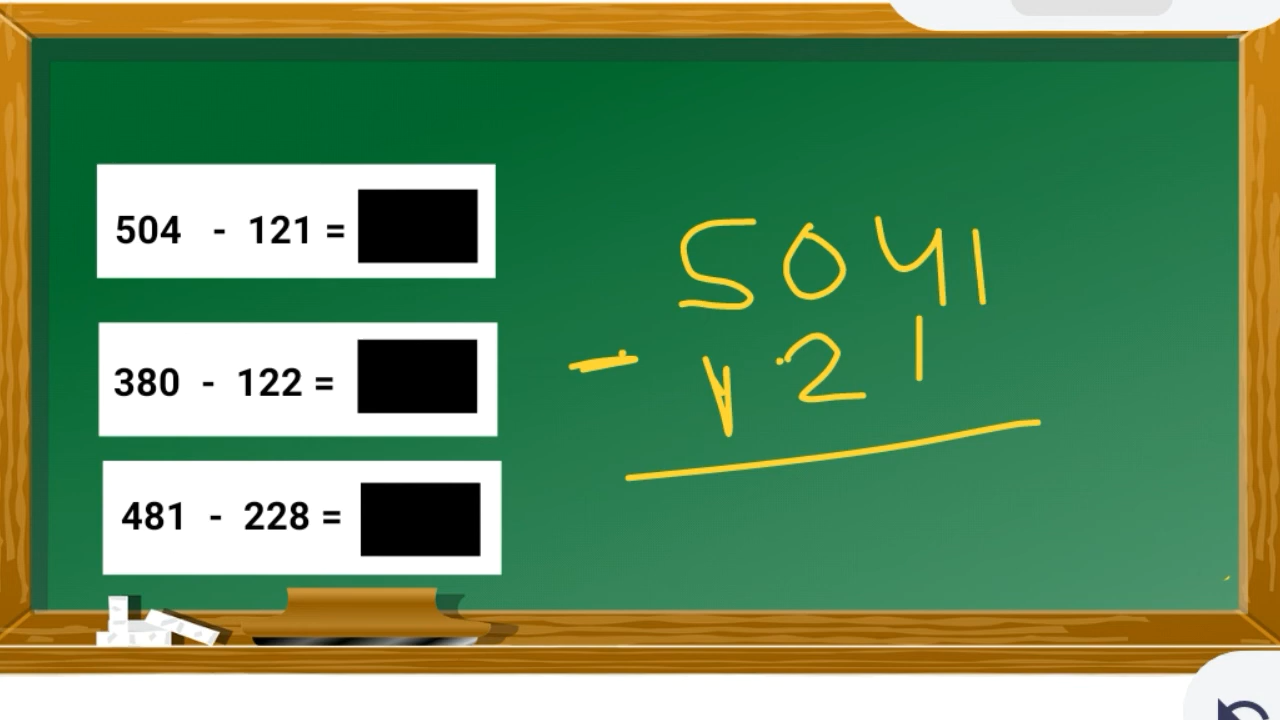 504 - 121 =
380 - 122 =
481 - 228 =
5041
- 121